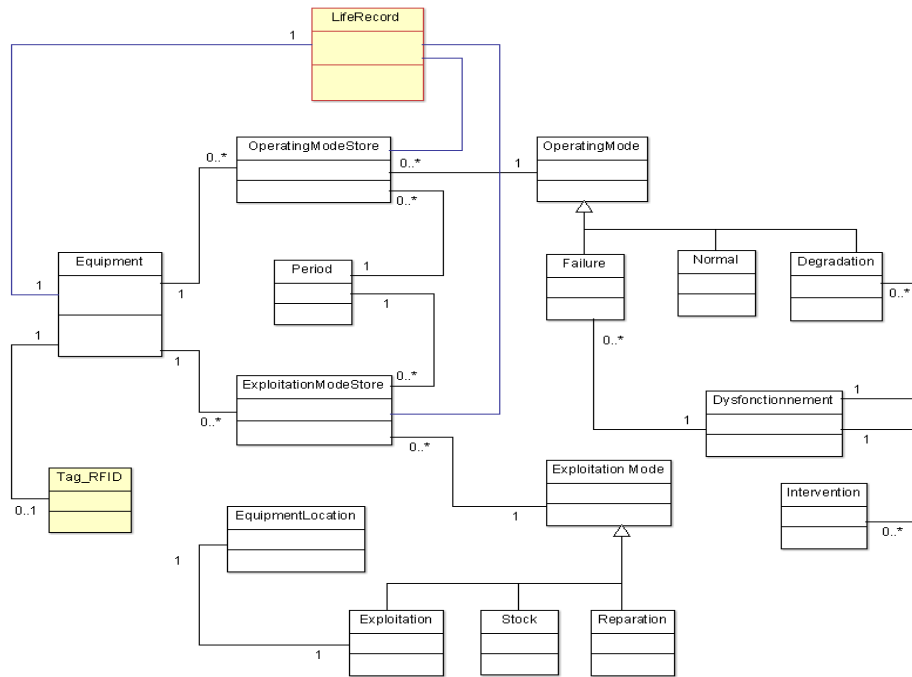 LifeRecord
1
OperatingModeStore
OperatingMode
0..*
0..*
1
0..*
Equipment
Period
1
Failure
Normal
Degradation
1
1
1
0..*
1
0..*
1
0..*
ExploitationModeStore
Dysfonctionnement
1
0..*
1
1
0..*
Exploitation Mode
Tag_RFID
Intervention
0..1
EquipmentLocation
1
0..*
1
Exploitation
Stock
Reparation
1